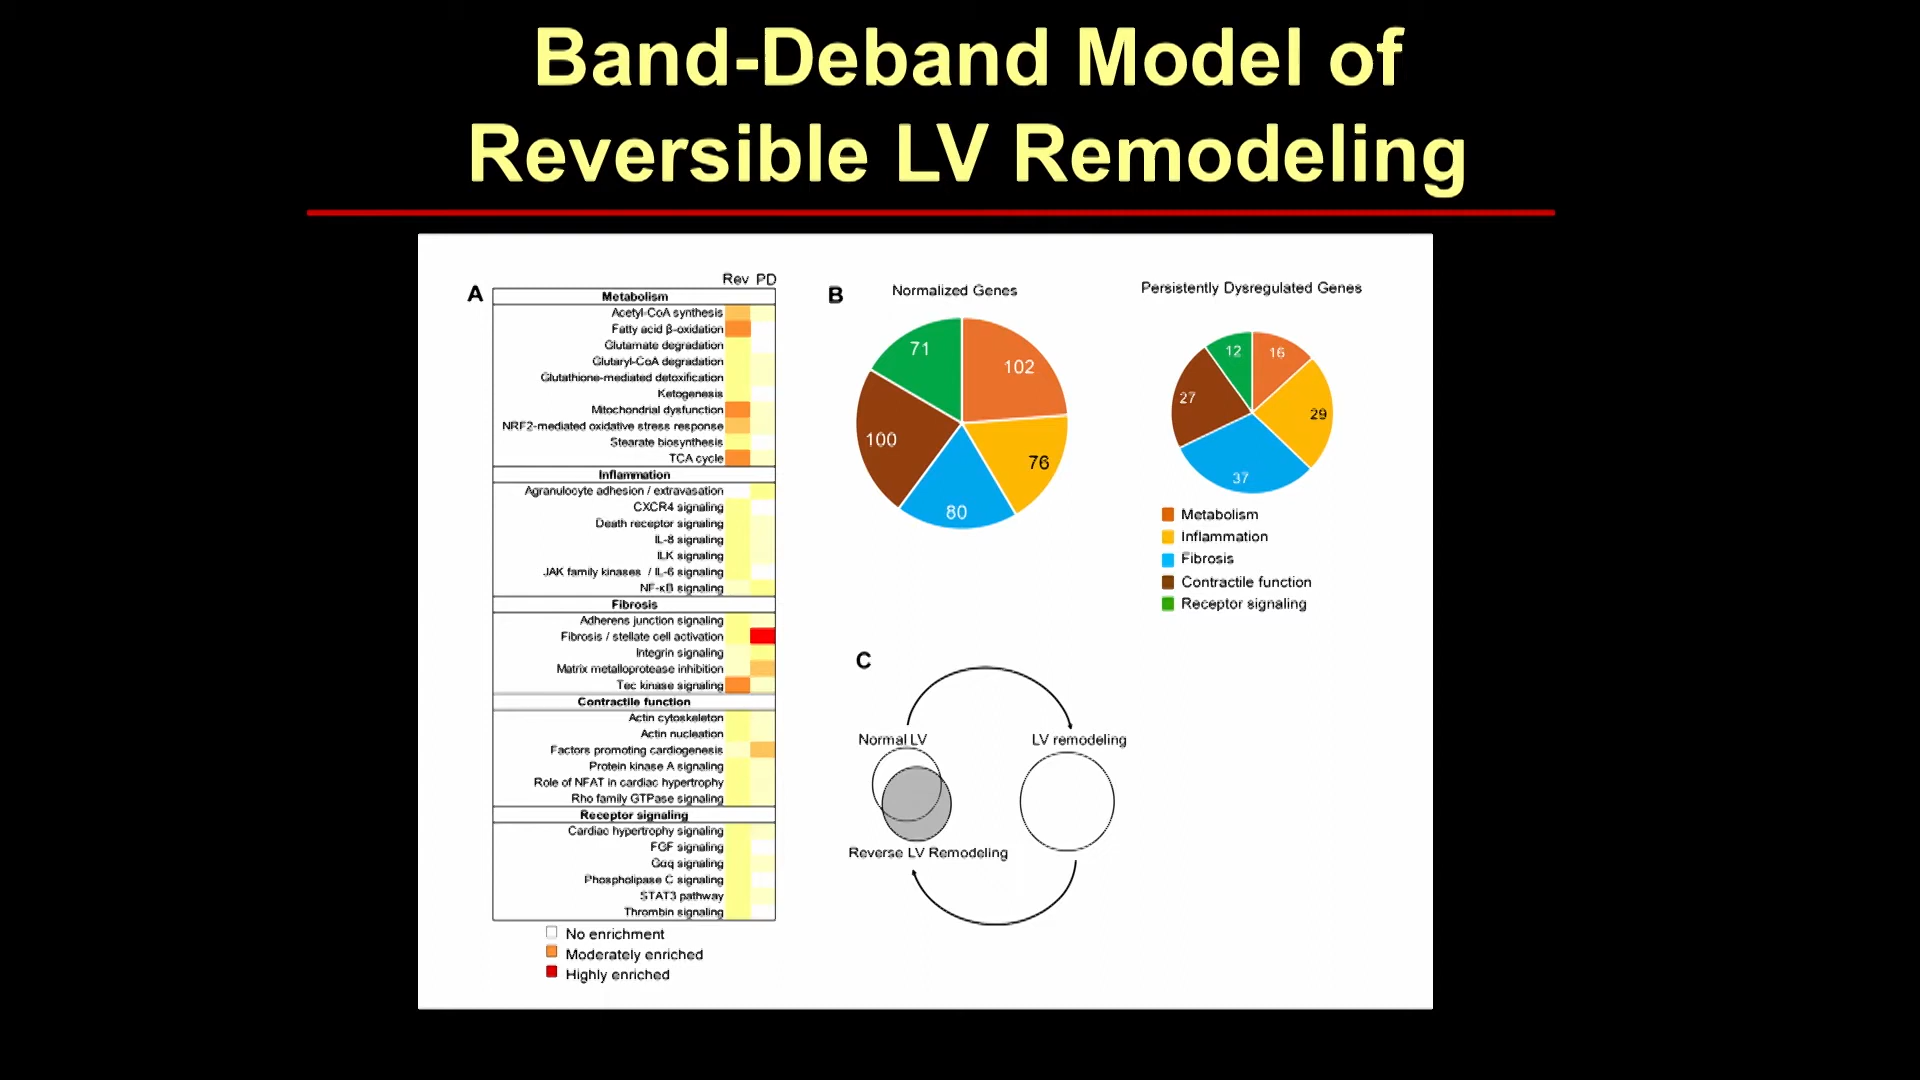 Band-Deband Model of
Reversible LV Remodeling
A
Rev PD
Metabolism
Acetyl-CoA synthesis
Fatty acid β-oxidation
Glutamate degradation
Glutaryl-CoA degradation
Glutathione-mediated detoxification
Ketogenesis
Mitochondrial dysfunction
NRF2-mediated oxidative stress response
Stearate biosynthesis
TCA cycle
Inflammation
Agranulocyte adhesion / extravasation
CXCR4 signaling
Death receptor signaling
IL-8 signaling
ILK signaling
JAK family kinases / IL-6 signaling
NF-κB signaling
Fibrosis
Adherens junction signaling
Fibrosis / stellate cell activation
Integrin signaling
Matrix metalloprotease inhibition
Tec kinase signaling
Contractile function
Actin cytoskeleton
Actin nucleation
Factors promoting cardiogenesis
Protein kinase A signaling
Role of NFAT in cardiac hypertrophy
Rho family GTPase signaling
Receptor signaling
Cardiac hypertrophy signaling
FGF signaling
Gαq signaling
Phospholipase C signaling
STAT3 pathway
Thrombin signaling
No enrichment
Moderately enriched
Highly enriched
B
Normalized Genes
71
102
100
76
80
Persistently Dysregulated Genes
12
16
27
29
37
Metabolism
Inflammation
Fibrosis
Contractile function
Receptor signaling
C
Normal LV
LV remodeling
Reverse LV Remodeling